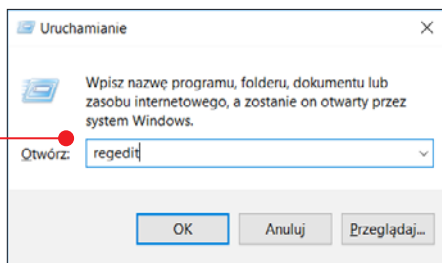 Uruchamianie
Wpisz nazwę programu, folderu, dokumentu lub
zasobu internetowego, a zostanie on otwarty przez
system Windows.
Otwórz: regedit
OK Anuluj Przeglądaj...